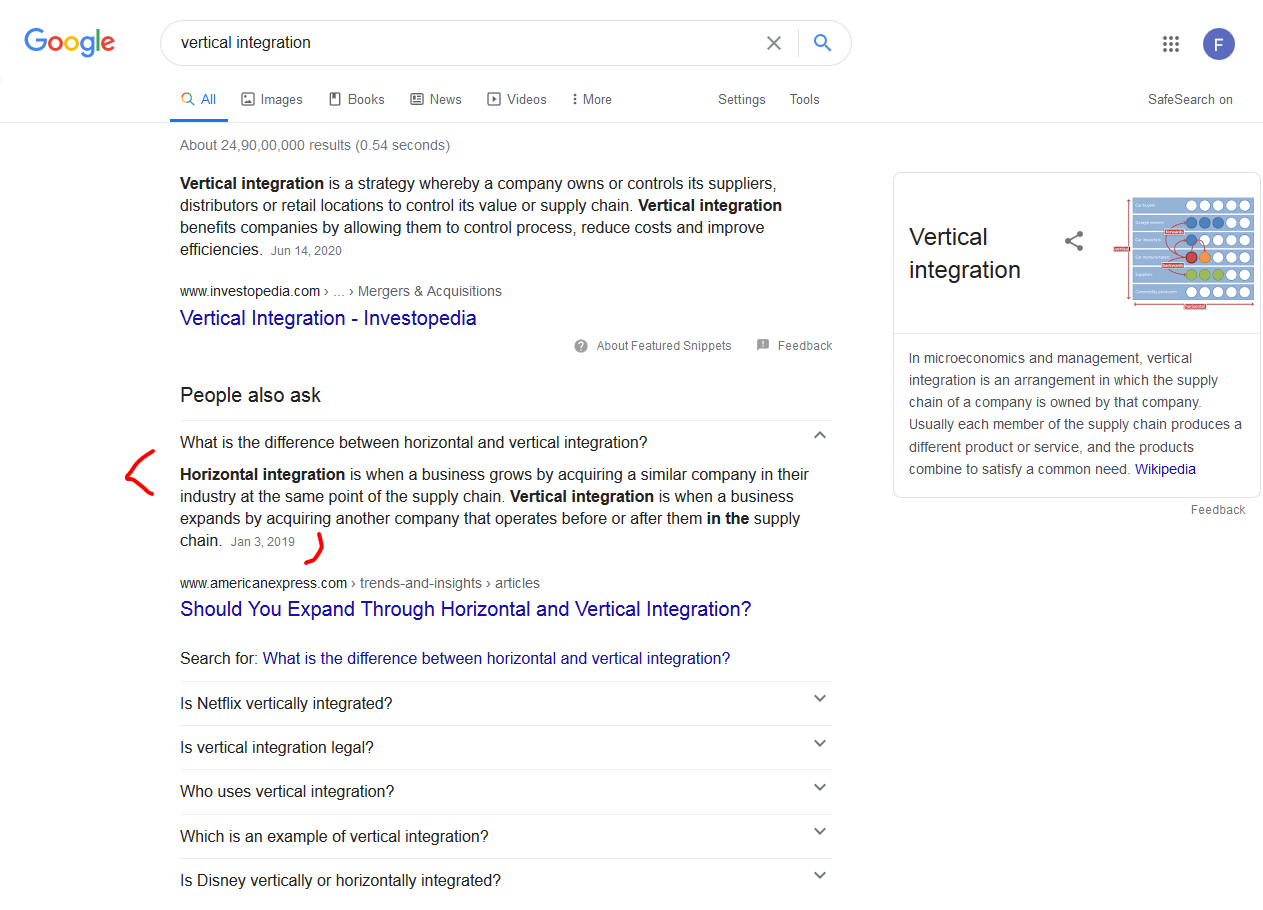 Google
vertical integration
F
All Images Books News Videos More Settings Tools
SafeSearch on
About 24,90,00,000 results (0.54 seconds)
Vertical integration is a strategy whereby a company owns or controls its suppliers,
distributors or retail locations to control its value or supply chain. Vertical integration
benefits companies by allowing them to control process, reduce costs and improve
efficiencies. Jun 14, 2020
www.investopedia.com › ... › Mergers & Acquisitions
Vertical Integration - Investopedia
About Featured Snippets Feedback
People also ask
What is the difference between horizontal and vertical integration?
Horizontal integration is when a business grows by acquiring a similar company in their
industry at the same point of the supply chain. Vertical integration is when a business
expands by acquiring another company that operates before or after them in the supply
chain. Jan 3, 2019
www.americanexpress.com › trends-and-insights › articles
Should You Expand Through Horizontal and Vertical Integration?
Search for: What is the difference between horizontal and vertical integration?
Is Netflix vertically integrated?
Is vertical integration legal?
Who uses vertical integration?
Which is an example of vertical integration?
Is Disney vertically or horizontally integrated?
Vertical
integration
Car buyers
Suppliers
In microeconomics and management, vertical
integration is an arrangement in which the supply
chain of a company is owned by that company.
Usually each member of the supply chain produces a
different product or service, and the products
combine to satisfy a common need. Wikipedia
Feedback